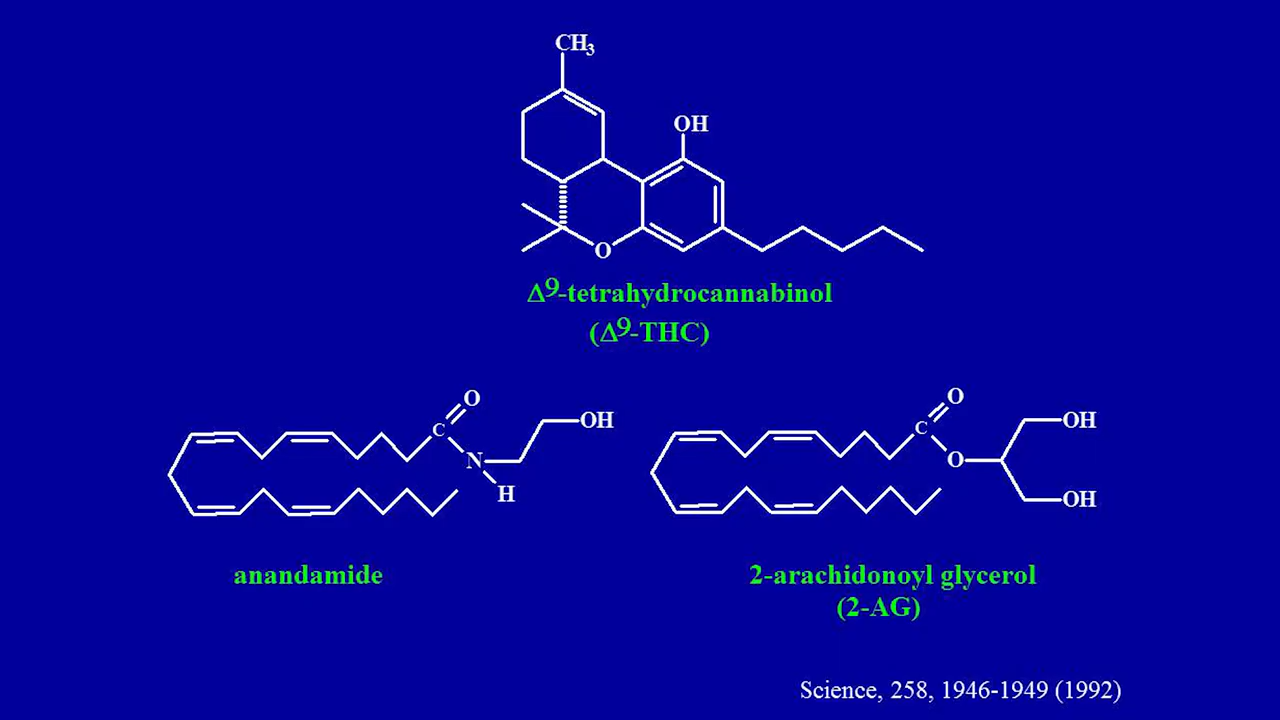 CH₃
OH
O
Δ9-tetrahydrocannabinol
(Δ9-THC)
O
C
OH
N
H
O
C
OH
O
OH
anandamide
2-arachidonoyl glycerol
(2-AG)
Science, 258, 1946-1949 (1992)